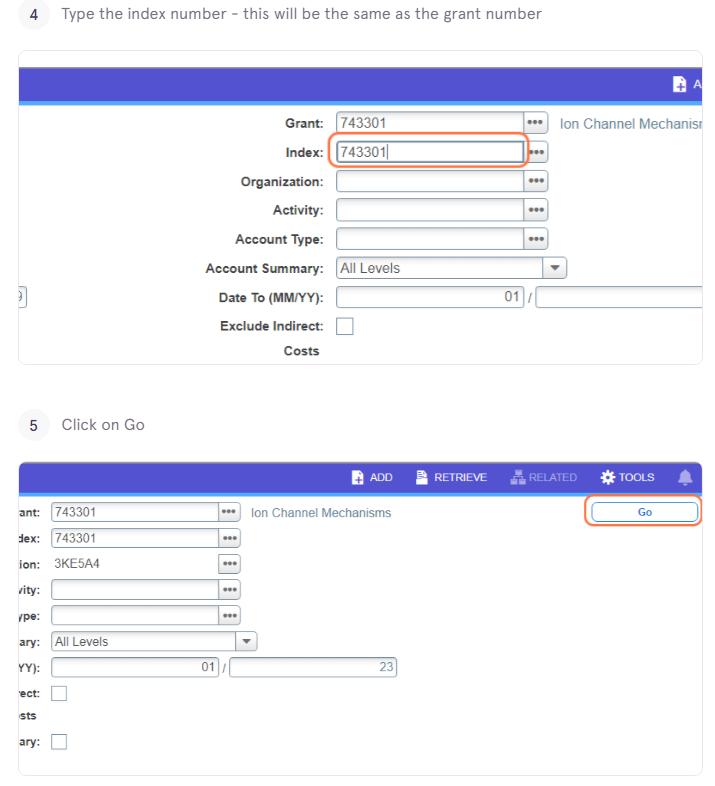 4 Type the index number - this will be the same as the grant number
A
Grant: 743301 ••• Ion Channel Mechanisr
Index: 743301 •••
Organization: •••
Activity: •••
Account Type: •••
Account Summary: All Levels
Date To (MM/YY): 01 /
Exclude Indirect:
Costs
5 Click on Go
ADD RETRIEVE RELATED TOOLS
ant: 743301 ••• Ion Channel Mechanisms Go
dex: 743301 •••
ion: 3KE5A4 •••
vity: •••
ype: •••
ary: All Levels
YY): 01 / 23
ect:
sts
ary: